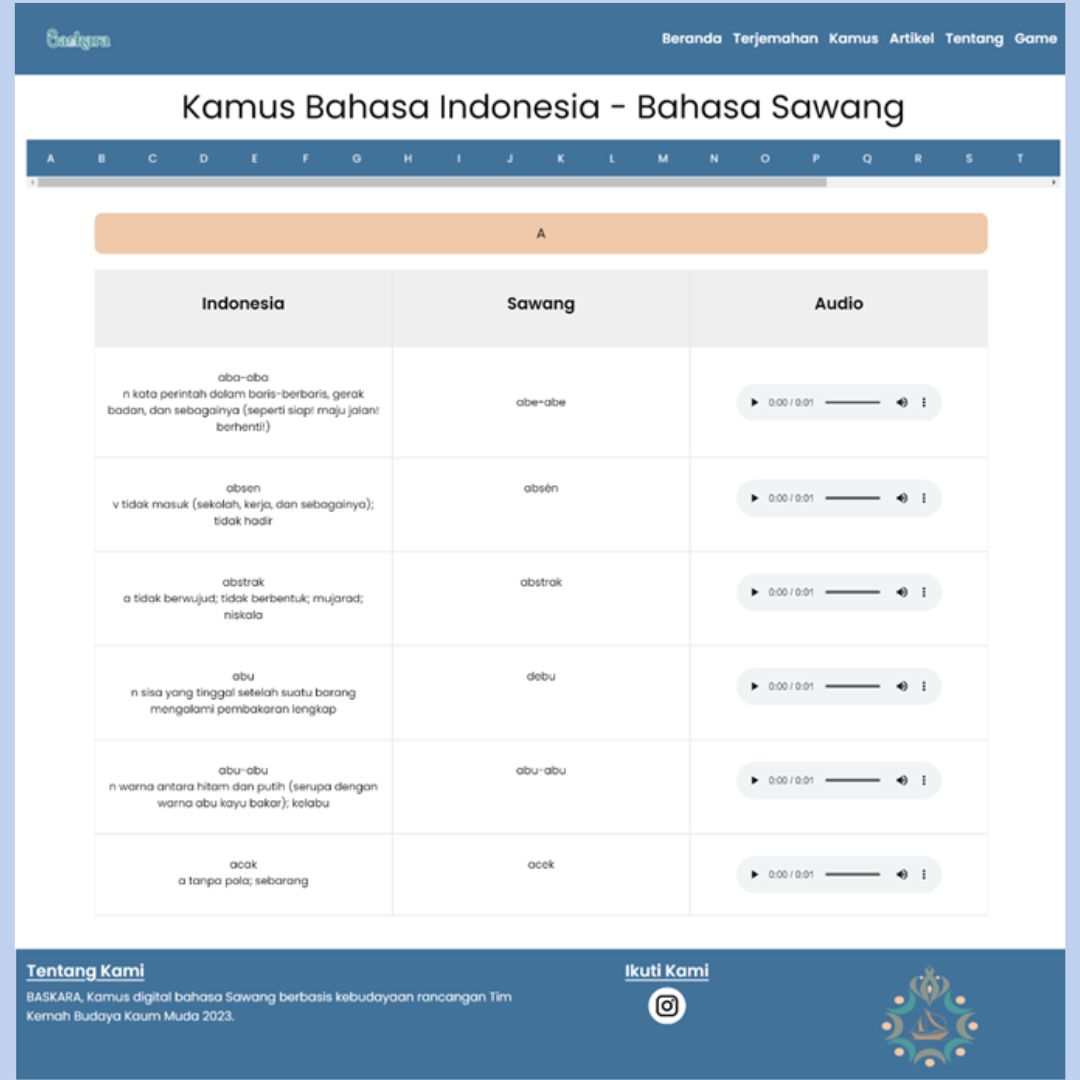 Baskara
Beranda Terjemahan Kamus Artikel Tentang Game
Kamus Bahasa Indonesia - Bahasa Sawang
A B C D E F G H I J K L M N O P Q R S T
A
Indonesia Sawang Audio
aba-aba
n kata perintah dalam baris-berbaris, gerak
badan, dan sebagainya (seperti siap! maju jalan!
berhenti!)
abe-abe
0:00 / 0:01
absen
v tidak masuk (sekolah, kerja, dan sebagainya);
tidak hadir
absén
0:00 / 0:01
abstrak
a tidak berwujud; tidak berbentuk; mujarad;
niskala
abstrak
0:00 / 0:01
abu
n sisa yang tinggal setelah suatu barang
mengalami pembakaran lengkap
debu
0:00 / 0:01
abu-abu
n warna antara hitam dan putih (serupa dengan
warna abu kayu bakar); kelabu
abu-abu
0:00 / 0:01
acak
a tanpa pola; sebarang
acek
0:00 / 0:01
Tentang Kami
BASKARA, Kamus digital bahasa Sawang berbasis kebudayaan rancangan Tim
Kemah Budaya Kaum Muda 2023.
Ikuti Kami